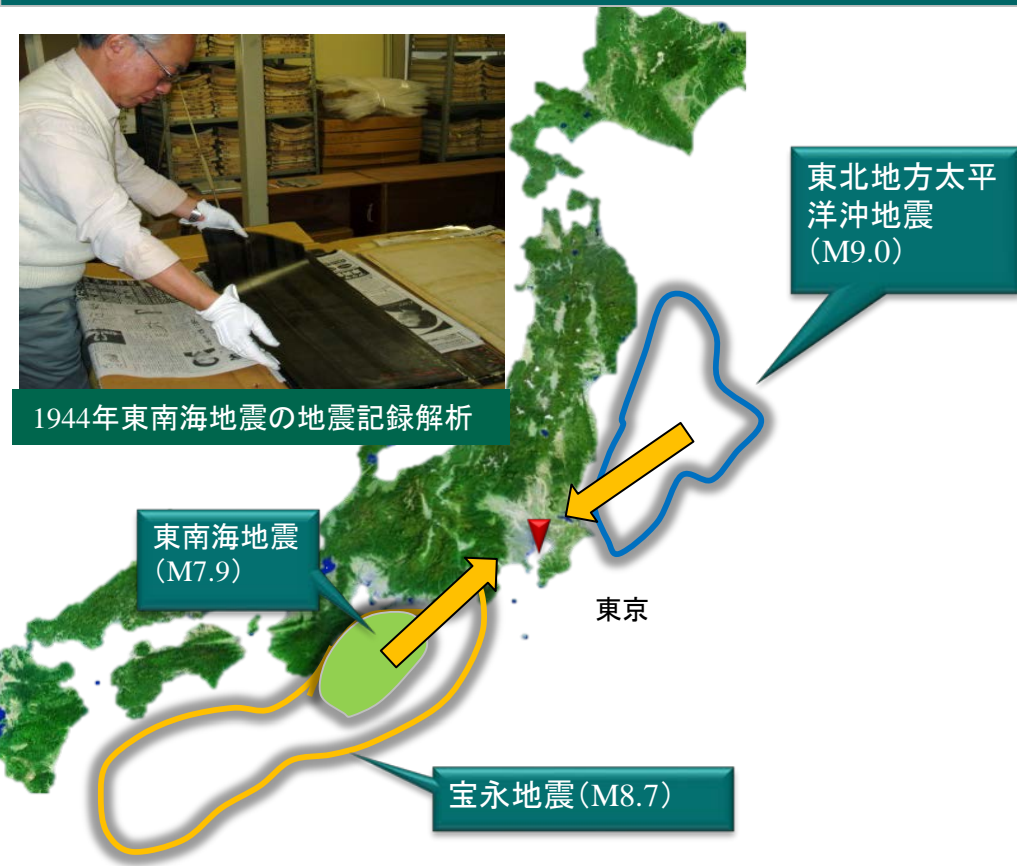 東北地方太平
洋沖地震
（M9.0）
1944年東南海地震の地震記録解析
東南海地震
（M7.9）
東京
宝永地震（M8.7）